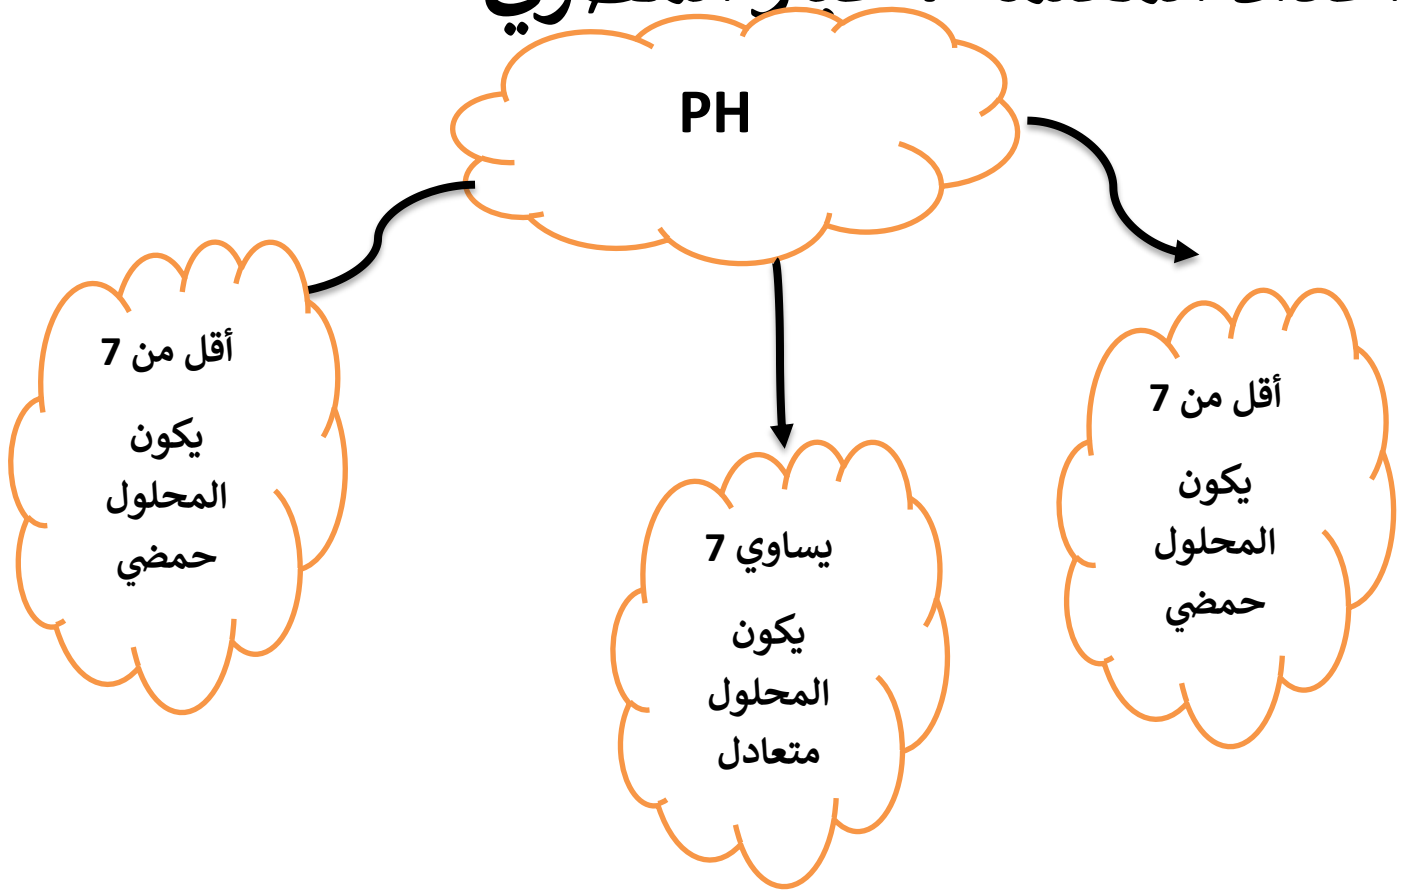 PH
أقل من 7
يكون
المحلول
حمضي
يساوي 7
يكون
المحلول
متعادل
أقل من 7
يكون
المحلول
حمضي